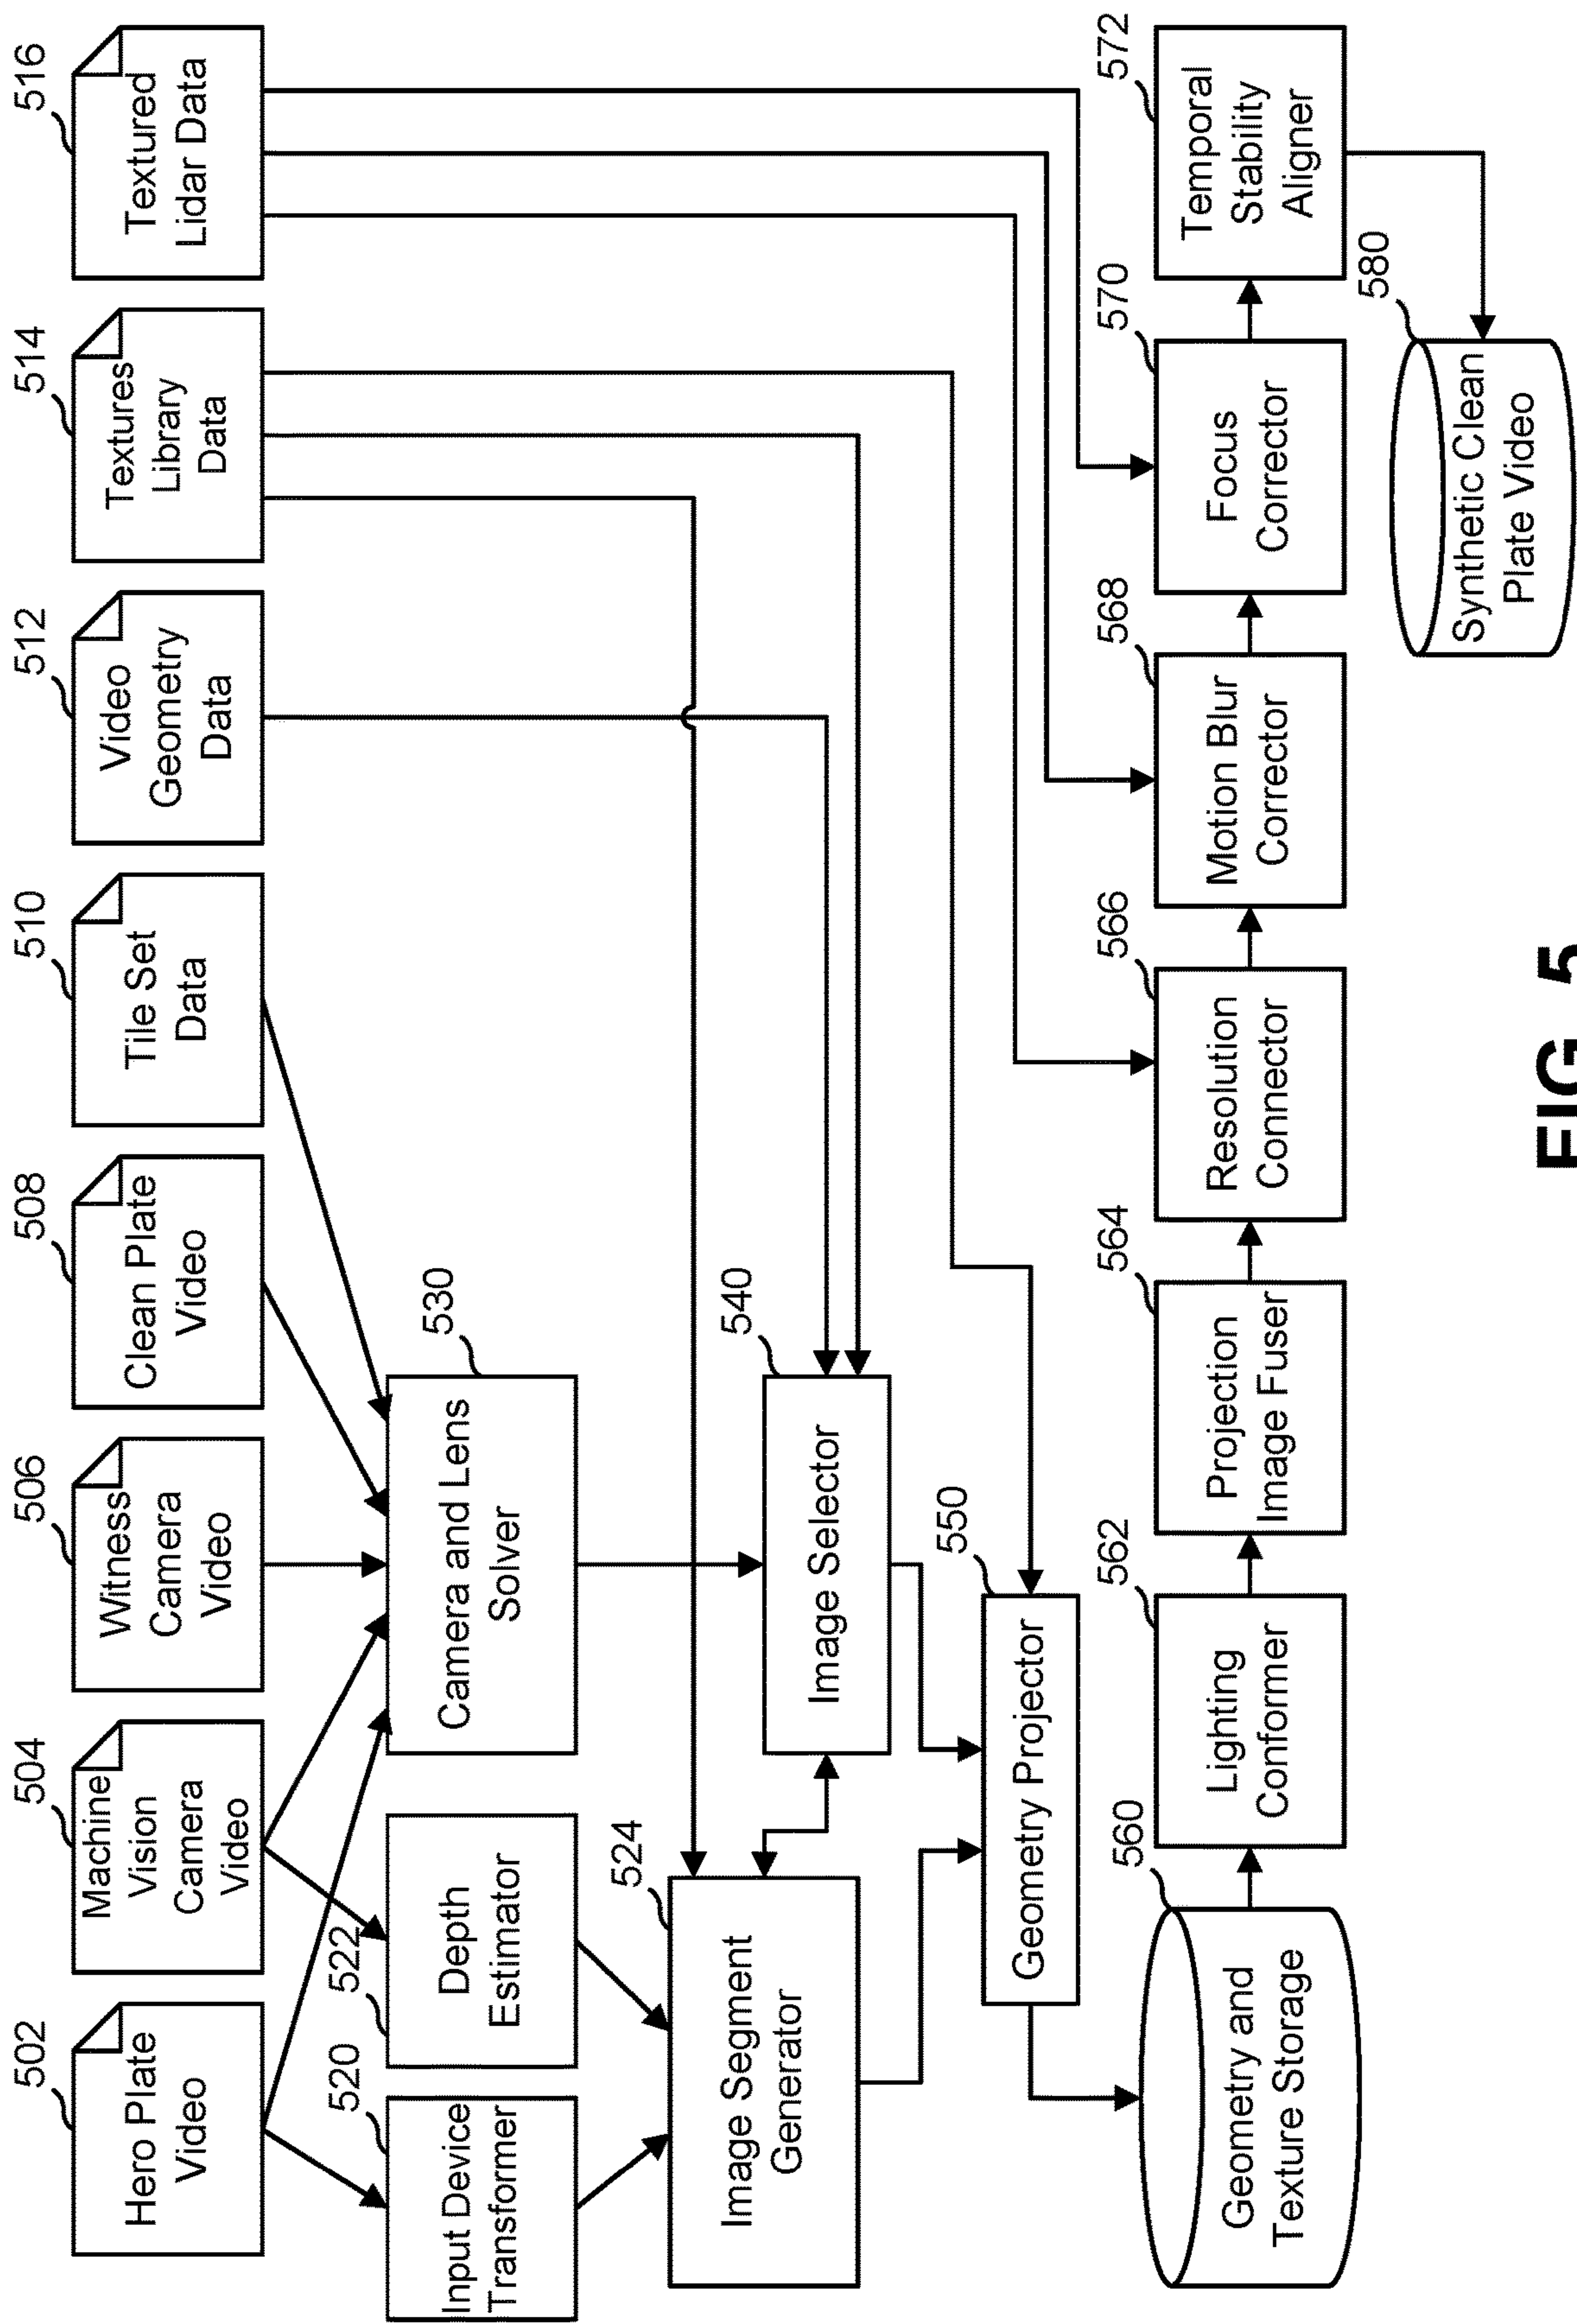 502
Hero Plate
Video
504
Machine
Vision
Camera
Video
506
Witness
Camera
Video
508
Clean Plate
Video
510
Tile Set
Data
512
Video
Geometry
Data
514
Textures
Library
Data
516
Textured
Lidar Data
520
Input Device
Transformer
522
Depth
Estimator
530
Camera and Lens
Solver
524
Image Segment
Generator
540
Image Selector
550
Geometry Projector
560
Geometry and
Texture Storage
562
Lighting
Conformer
564
Projection
Image Fuser
566
Resolution
Connector
568
Motion Blur
Corrector
570
Focus
Corrector
572
Temporal
Stability
Aligner
580
Synthetic Clean
Plate Video
FIG. 5